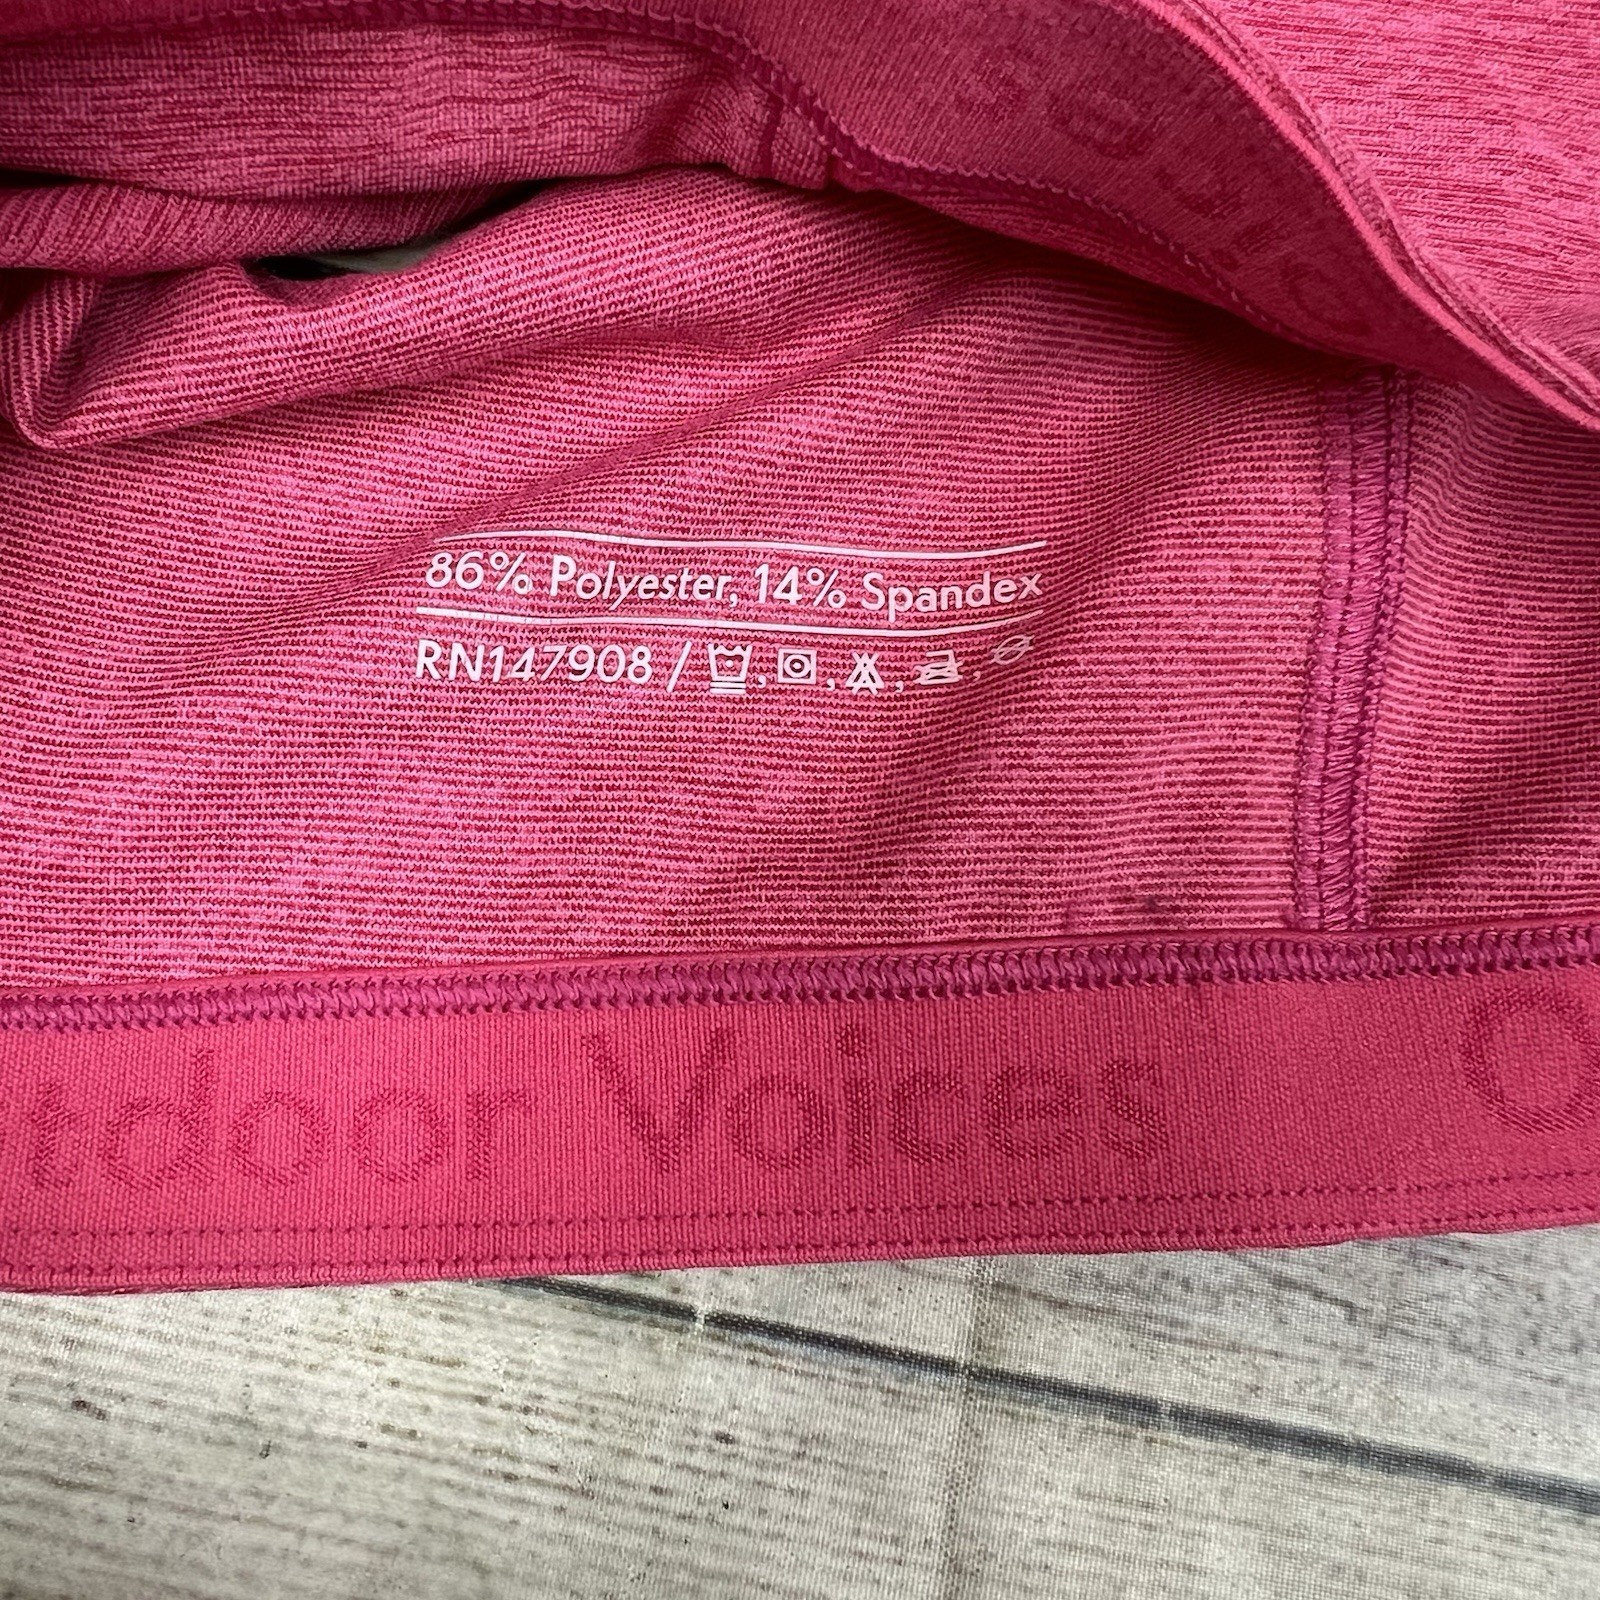 86% Polyester, 14% Spandex
RN147908 /
tdoor Voices O